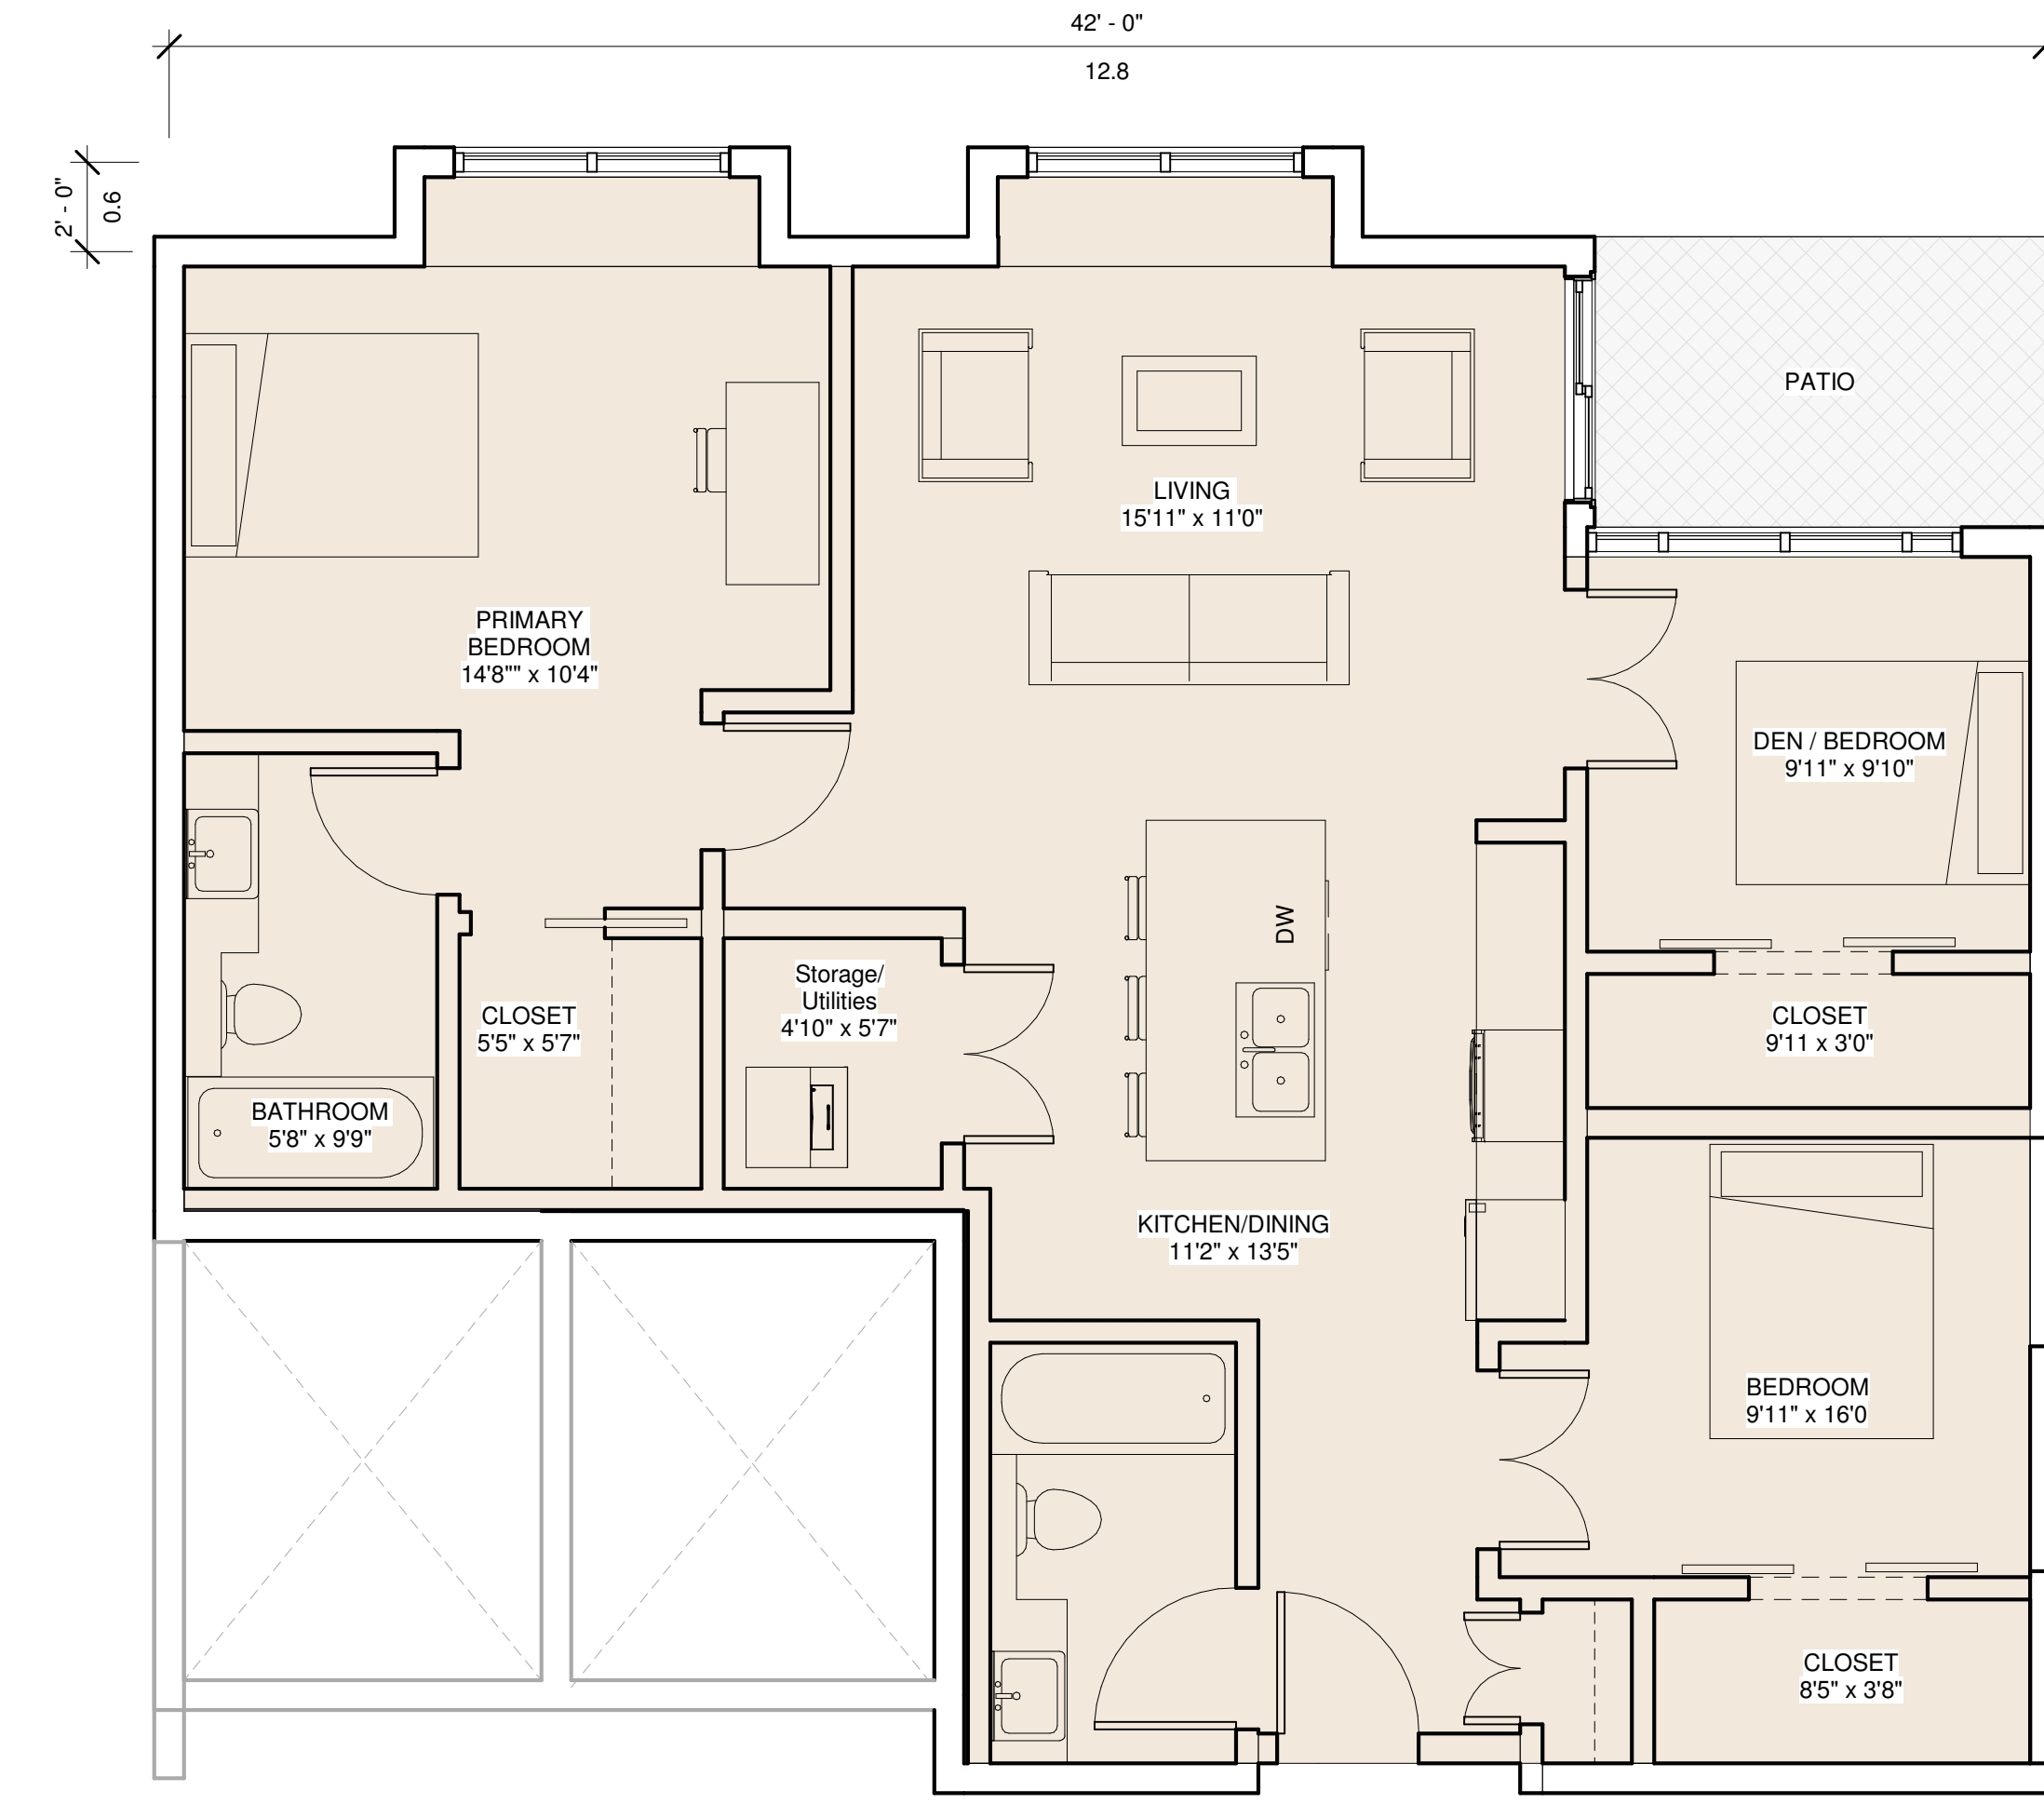 42' - 0"
12.8
2' - 0"
0.6
PATIO
LIVING
15'11" x 11'0"
PRIMARY
BEDROOM
14'8"" x 10'4"
DEN / BEDROOM
9'11" x 9'10"
DW
Storage/
Utilities
4'10" x 5'7"
CLOSET
5'5" x 5'7"
CLOSET
9'11 x 3'0"
BATHROOM
5'8" x 9'9"
KITCHEN/DINING
11'2" x 13'5"
BEDROOM
9'11" x 16'0
CLOSET
8'5" x 3'8"